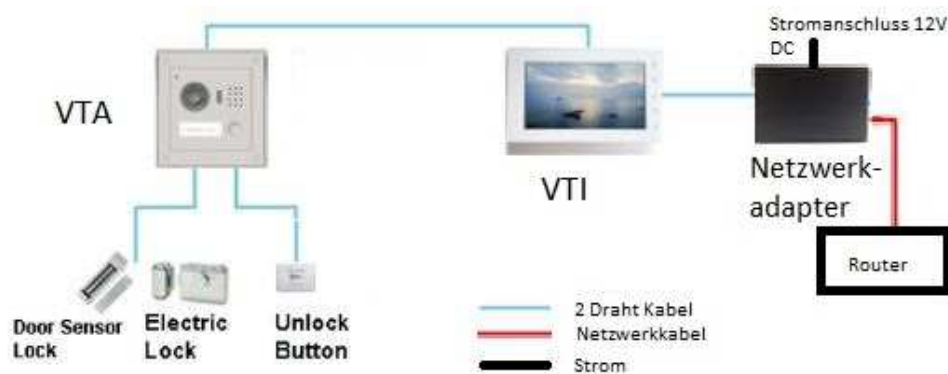 Stromanschluss 12V
DC
VTA
VTI
Netzwerk-
adapter
Router
Door Sensor
Lock
Electric
Lock
Unlock
Button
2 Draht Kabel
Netzwerkkabel
Strom